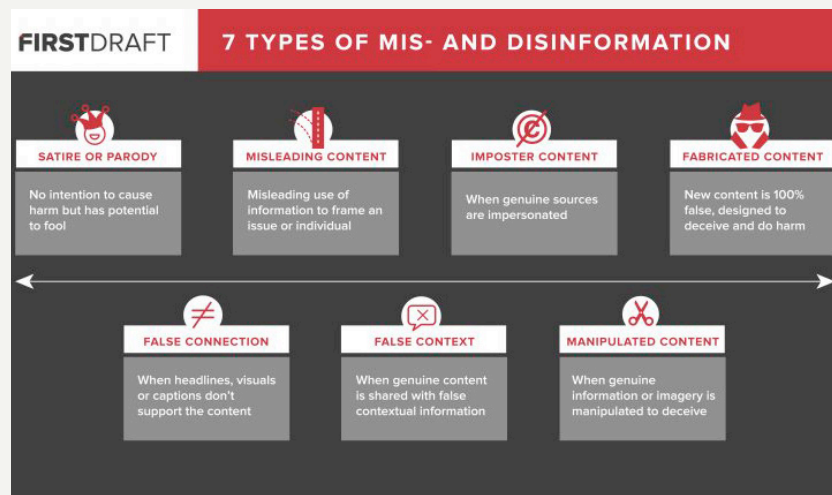 FIRSTDRAFT
7 TYPES OF MIS- AND DISINFORMATION
SATIRE OR PARODY
No intention to cause
harm but has potential
to fool
MISLEADING CONTENT
Misleading use of
information to frame an
issue or individual
IMPOSTER CONTENT
When genuine sources
are impersonated
FABRICATED CONTENT
New content is 100%
false, designed to
deceive and do harm
FALSE CONNECTION
When headlines, visuals
or captions don't
support the content
FALSE CONTEXT
When genuine content
is shared with false
contextual information
MANIPULATED CONTENT
When genuine
information or imagery is
manipulated to deceive